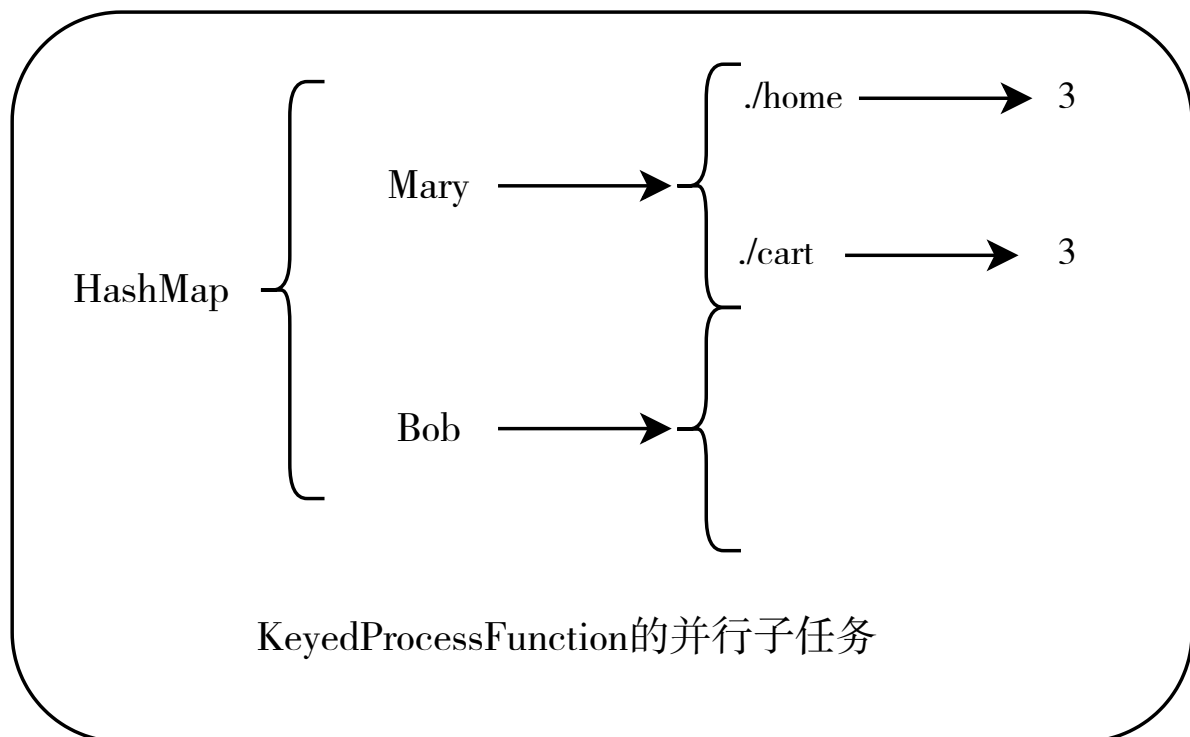 ./home 3
Mary
./cart 3
HashMap
Bob
KeyedProcessFunction的并行子任务